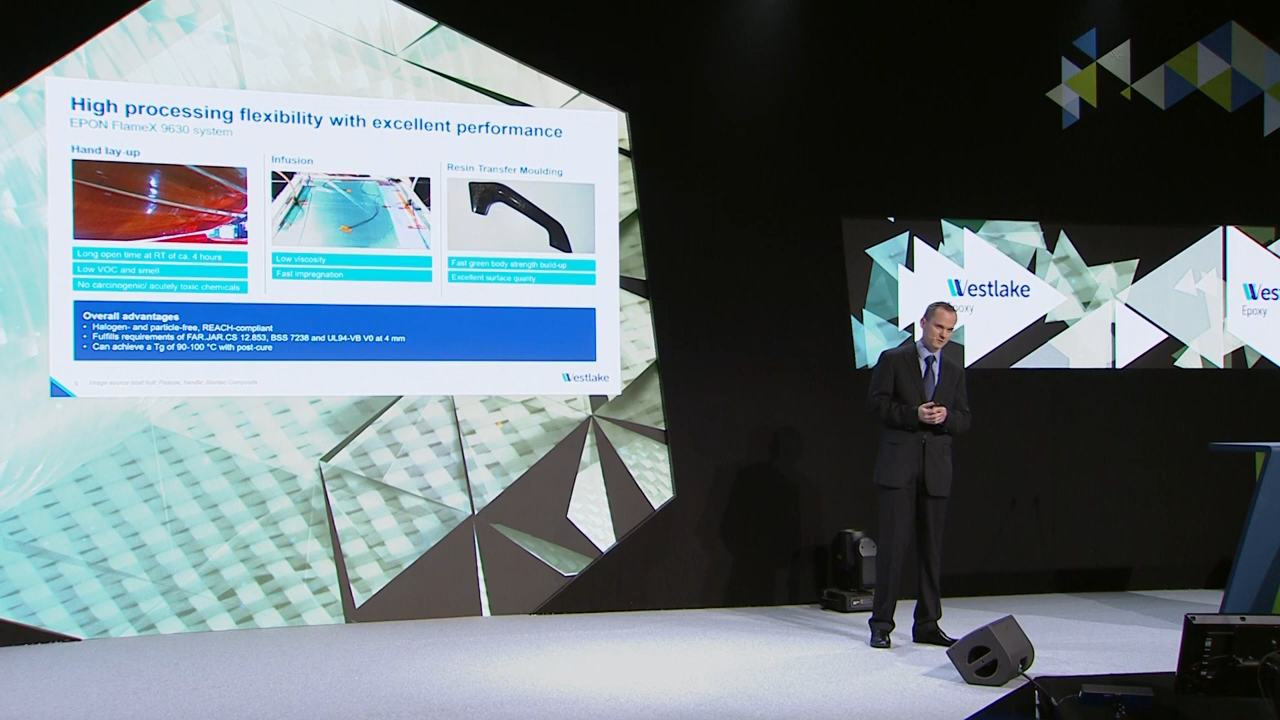 High processing flexibility with excellent performance
EPON FlameX 9630 system
Hand lay-up
Long open time at RT of ca. 4 hours
Low VOC and smell
No carcinogenic/ acutely toxic chemicals
Infusion
Low viscosity
Fast impregnation
Resin Transfer Moulding
Fast green body strength build-up
Excellent surface quality
Overall advantages
• Halogen- and particle-free, REACH-compliant
• Fulfills requirements of FAR.JAR.CS 12.853, BSS 7238 and UL94-VB V0 at 4 mm
• Can achieve a Tg of 90-100 °C with post-cure
Westlake
Westlake
poxy
Wes
Epoxy